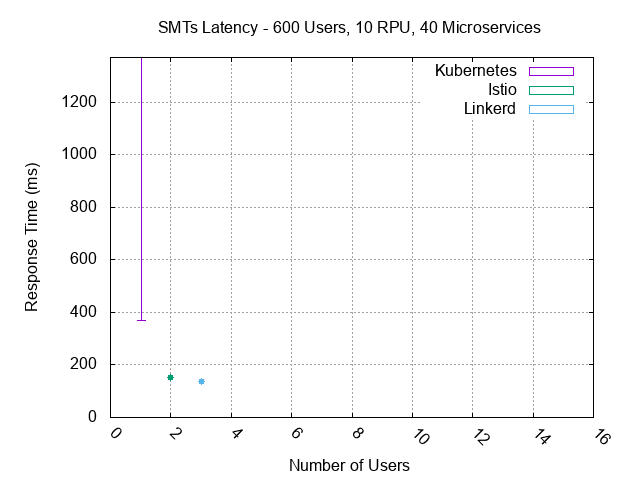 SMTs Latency - 600 Users, 10 RPU, 40 Microservices
Kubernetes
Istio
Linkerd
Response Time (ms)
1200
1000
800
600
400
200
0
0 2 4 6 8 10 12 14 16
Number of Users